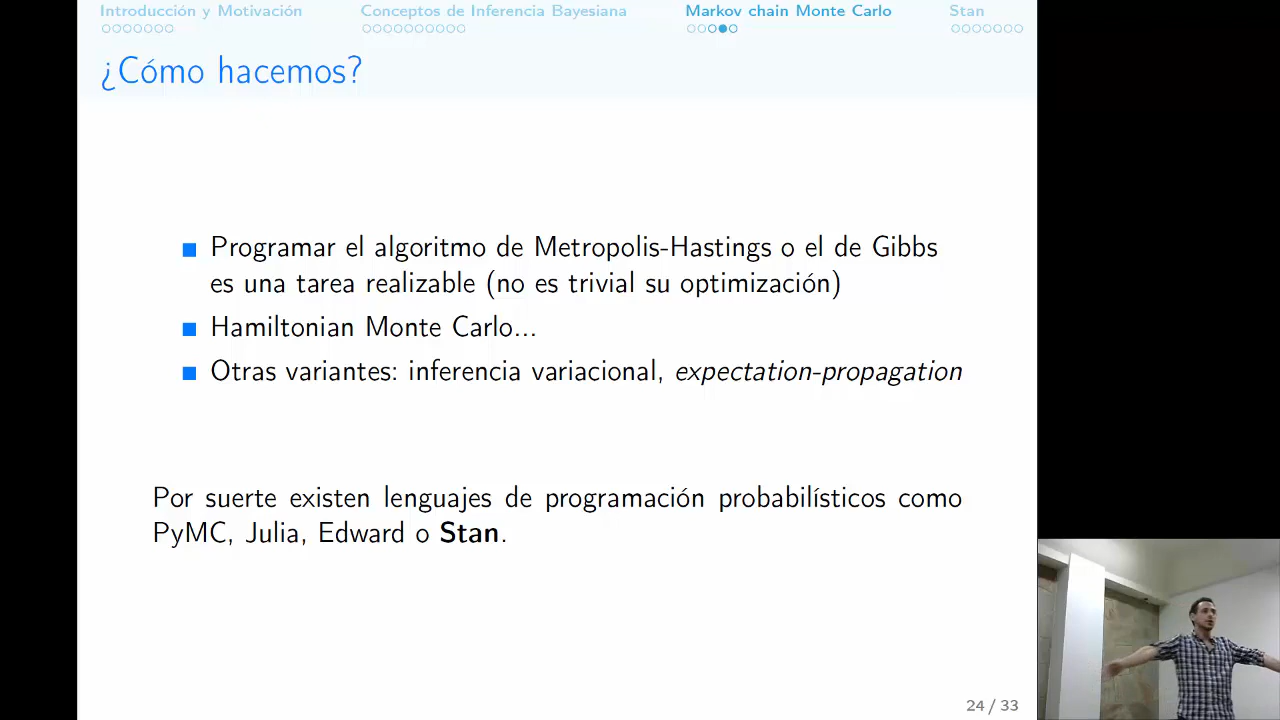 Introducción y Motivación
Conceptos de Inferencia Bayesiana
Markov chain Monte Carlo
Stan
¿Cómo hacemos?
Programar el algoritmo de Metropolis-Hastings o el de Gibbs
es una tarea realizable (no es trivial su optimización)
Hamiltonian Monte Carlo...
Otras variantes: inferencia variacional, expectation-propagation
Por suerte existen lenguajes de programación probabilísticos como
PyMC, Julia, Edward o Stan.
24 / 33